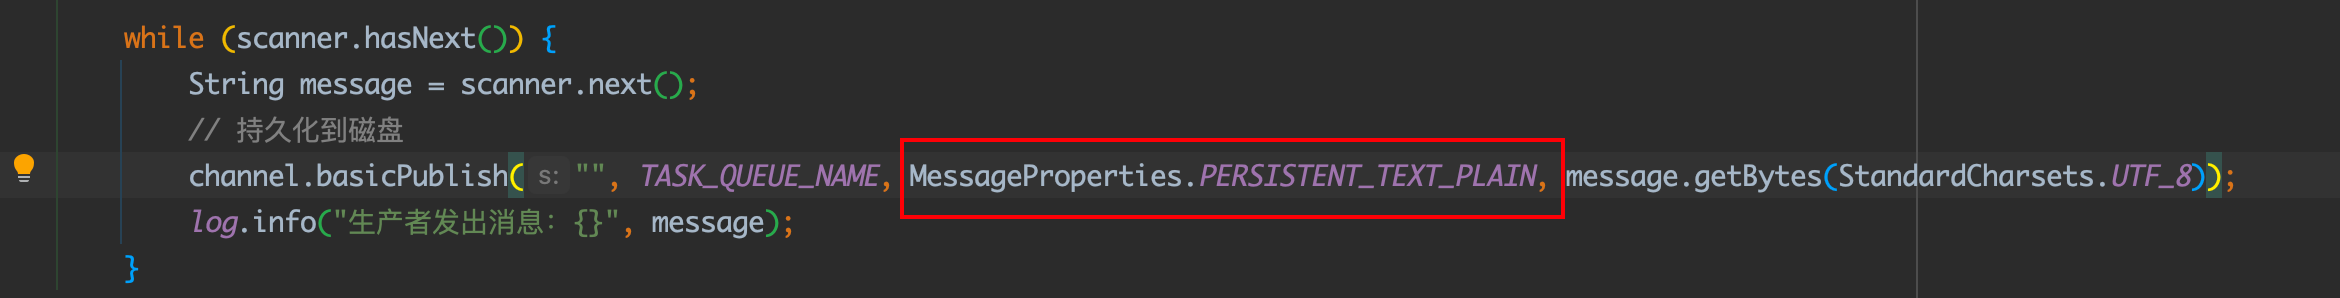 while (scanner.hasNext()) {
String message = scanner.next();
// 持久化到磁盘
channel.basicPublish( s: "", TASK_QUEUE_NAME, MessageProperties.PERSISTENT_TEXT_PLAIN, message.getBytes(StandardCharsets.UTF_8));
log.info("生产者发出消息: {}", message);
}